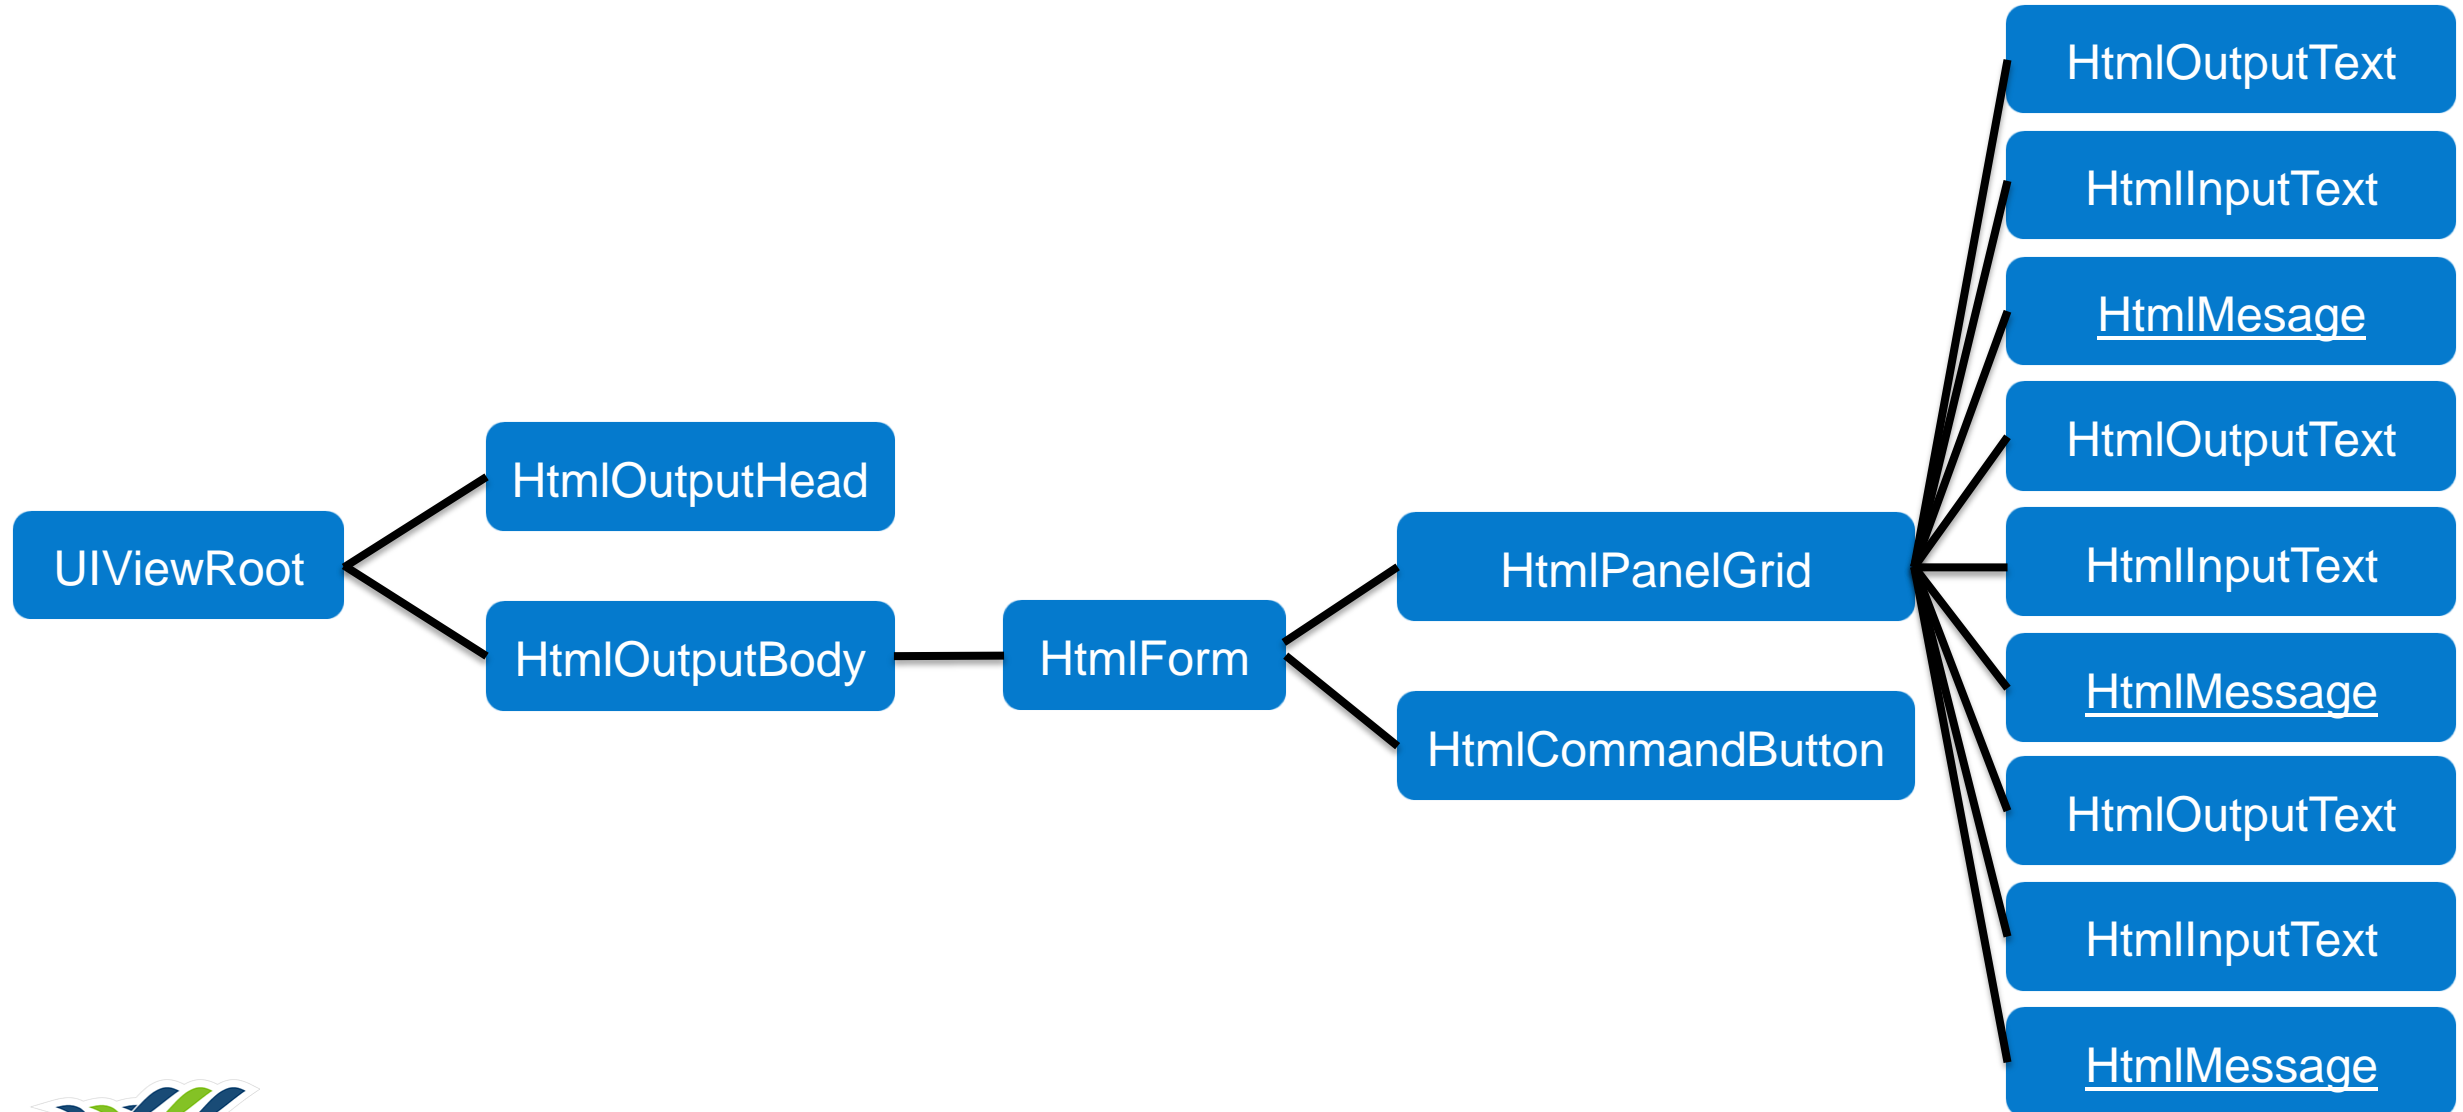 UIViewRoot
HtmlOutputHead
HtmlOutputBody
HtmlForm
HtmlPanelGrid
HtmlCommandButton
HtmlOutputText
HtmlInputText
HtmlMesage
HtmlOutputText
HtmlInputText
HtmlMessage
HtmlOutputText
HtmlInputText
HtmlMessage